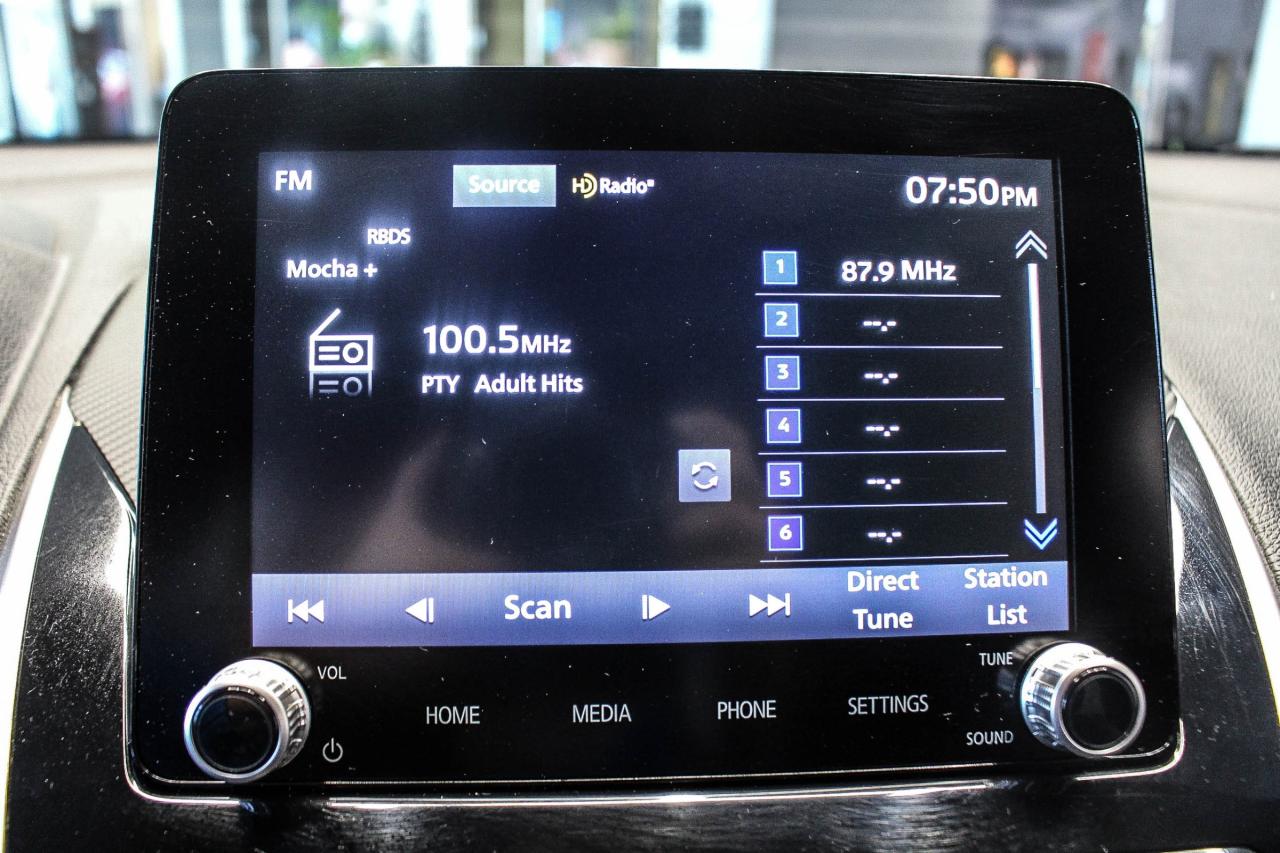 FM
Source
HD Radio
07:50PM
RBDS
Mocha +
100.5MHz
PTY Adult Hits
1 87.9 MHz
2 --.-
3 --.-
4 --.-
5 --.-
6 --.-
Scan
Direct
Tune
Station
List
VOL
HOME
MEDIA
PHONE
SETTINGS
TUNE
SOUND